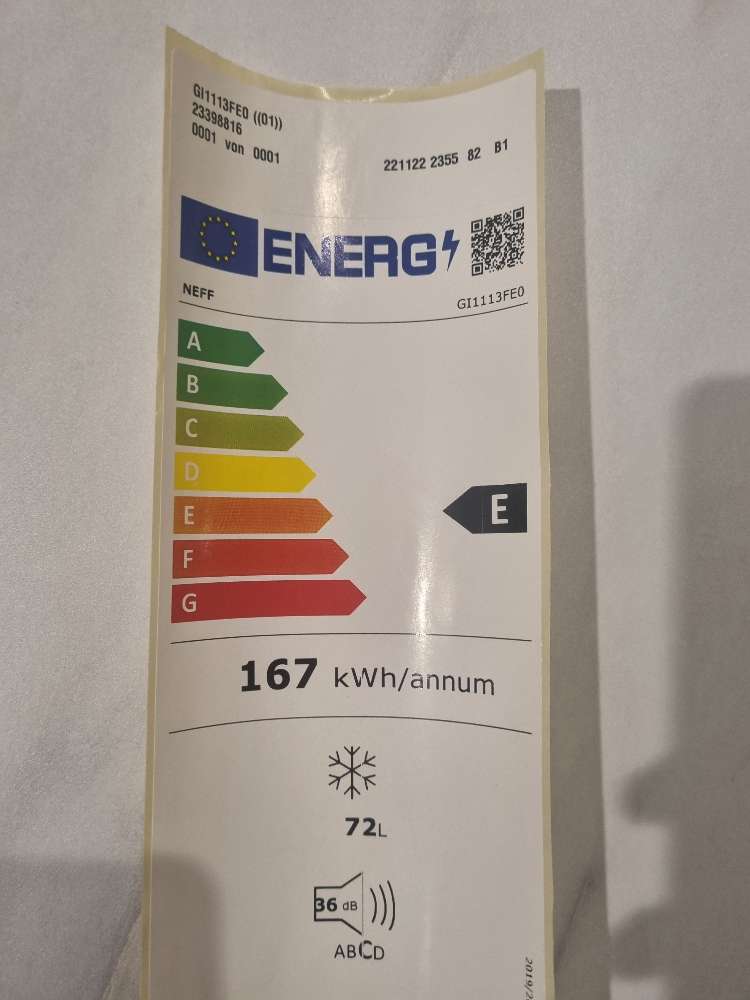 GI1113FE0 ((01))
23398816
0001 von 0001
221122 2355 82 B1
ENERG
NEFF
GI1113FE0
A
B
C
D
E
F
G
E
167 kWh/annum
72L
36 dB
ABCD